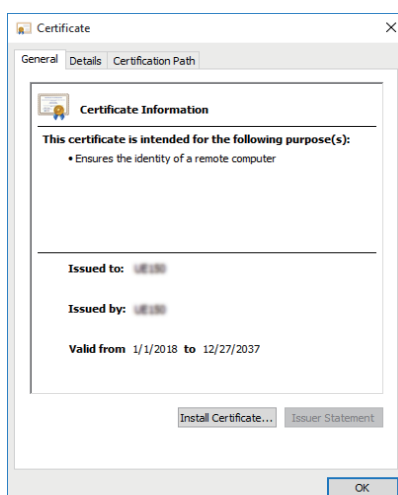 Certificate
General Details Certification Path
Certificate Information
This certificate is intended for the following purpose(s):
• Ensures the identity of a remote computer
Issued to:
Issued by:
Valid from 1/1/2018 to 12/27/2037
Install Certificate... Issuer Statement
OK